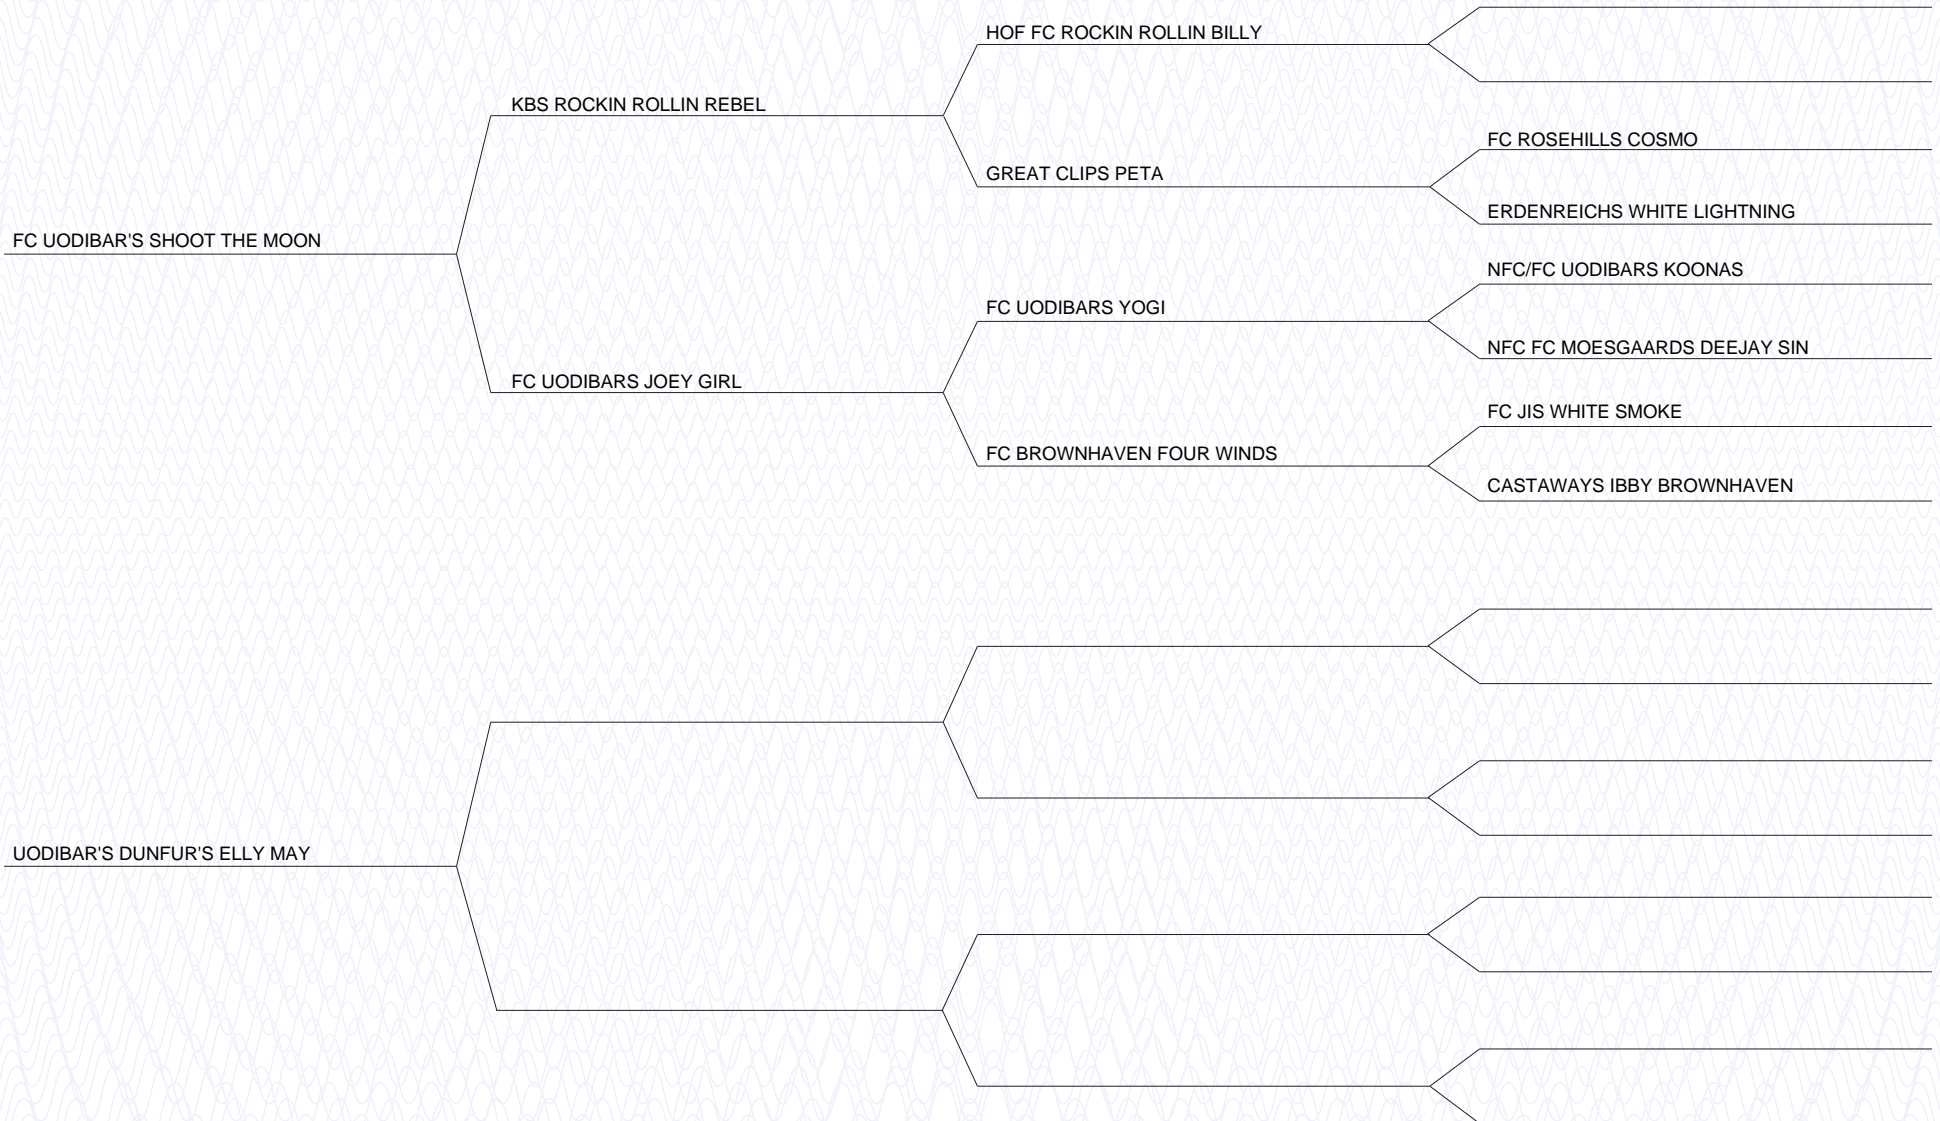 HOF FC ROCKIN ROLLIN BILLY
KBS ROCKIN ROLLIN REBEL
FC ROSEHILLS COSMO
GREAT CLIPS PETA
ERDENREICHS WHITE LIGHTNING
FC UODIBAR'S SHOOT THE MOON
NFC/FC UODIBARS KOONAS
FC UODIBARS YOGI
NFC FC MOESGAARDS DEEJAY SIN
FC UODIBARS JOEY GIRL
FC JIS WHITE SMOKE
FC BROWNHAVEN FOUR WINDS
CASTAWAYS IBBY BROWNHAVEN
UODIBAR'S DUNFUR'S ELLY MAY